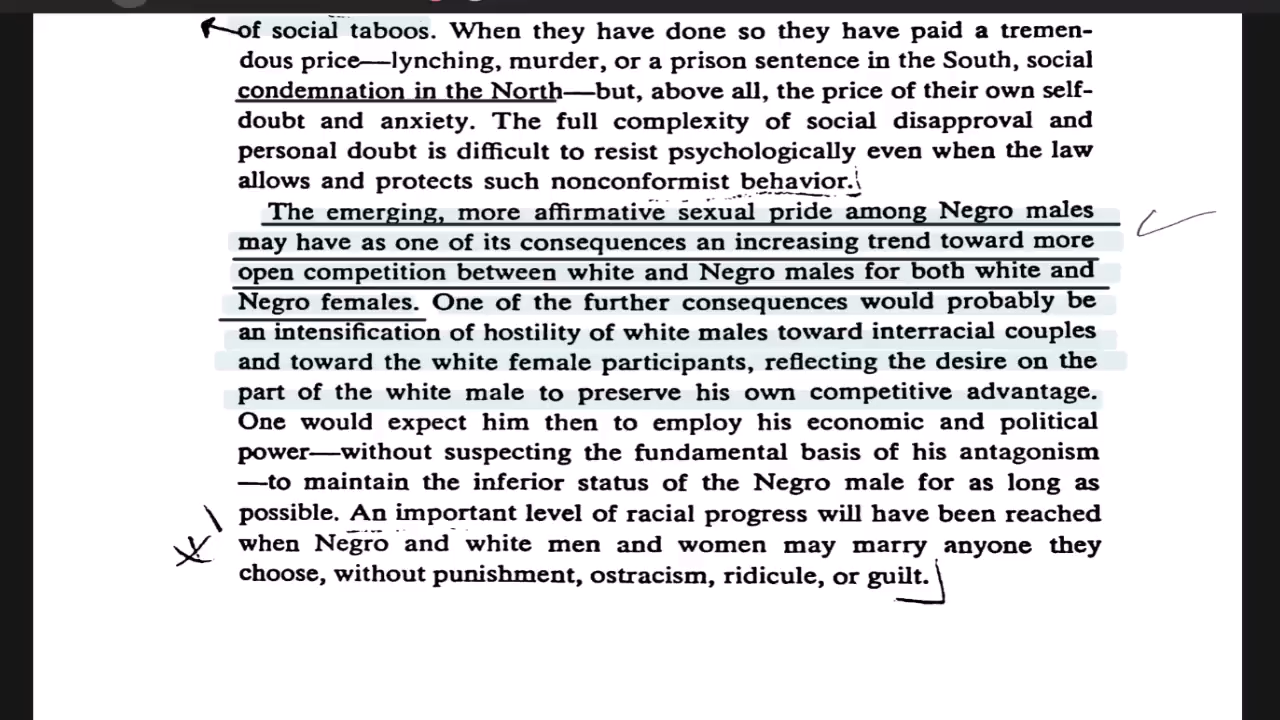 of social taboos. When they have done so they have paid a tremen-
dous price—lynching, murder, or a prison sentence in the South, social
condemnation in the North—but, above all, the price of their own self-
doubt and anxiety. The full complexity of social disapproval and
personal doubt is difficult to resist psychologically even when the law
allows and protects such nonconformist behavior.
The emerging, more affirmative sexual pride among Negro males
may have as one of its consequences an increasing trend toward more
open competition between white and Negro males for both white and
Negro females. One of the further consequences would probably be
an intensification of hostility of white males toward interracial couples
and toward the white female participants, reflecting the desire on the
part of the white male to preserve his own competitive advantage.
One would expect him then to employ his economic and political
power—without suspecting the fundamental basis of his antagonism
—to maintain the inferior status of the Negro male for as long as
possible. An important level of racial progress will have been reached
when Negro and white men and women may marry anyone they
choose, without punishment, ostracism, ridicule, or guilt.